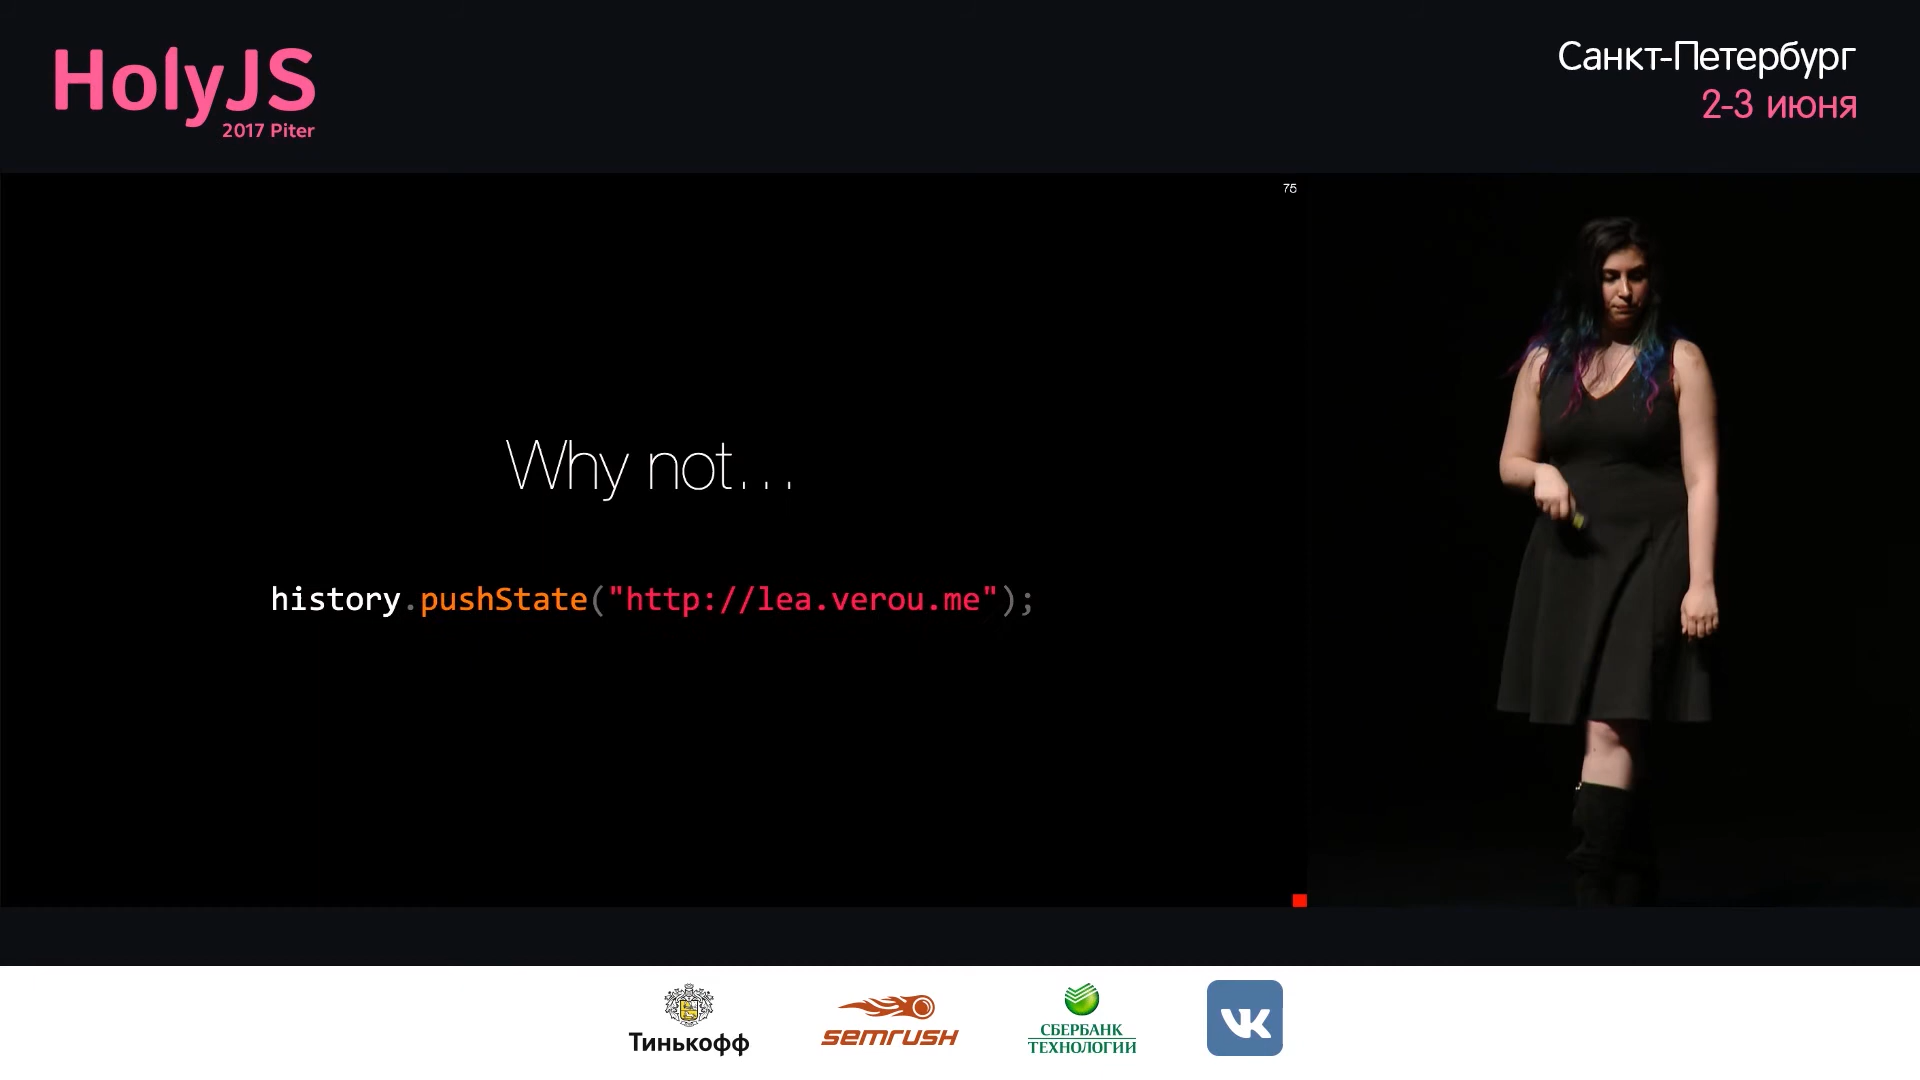 HolyJS
2017 Piter
Санкт-Петербург
2-3 июня
75
Why not...
history.pushState("http://lea.verou.me");
Тинькофф
semrush
СБЕРБАНК
ТЕХНОЛОГИИ
VK